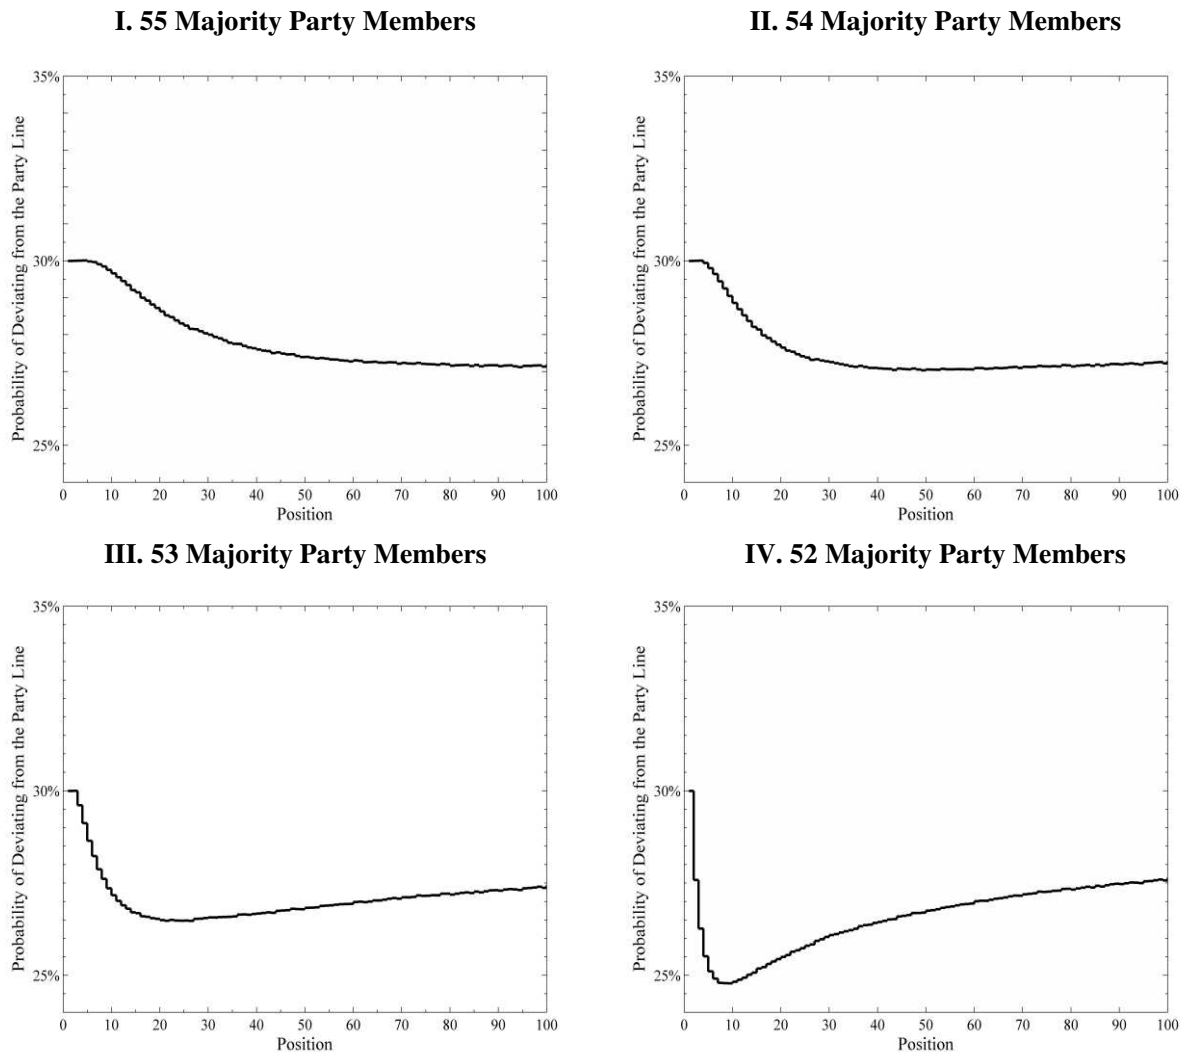 I. 55 Majority Party Members
II. 54 Majority Party Members
35%
30%
25%
Probability of Deviating from the Party Line
0 10 20 30 40 50 60 70 80 90 100
Position
35%
30%
25%
Probability of Deviating from the Party Line
0 10 20 30 40 50 60 70 80 90 100
Position
III. 53 Majority Party Members
IV. 52 Majority Party Members
35%
30%
25%
Probability of Deviating from the Party Line
0 10 20 30 40 50 60 70 80 90 100
Position
35%
30%
25%
Probability of Deviating from the Party Line
0 10 20 30 40 50 60 70 80 90 100
Position